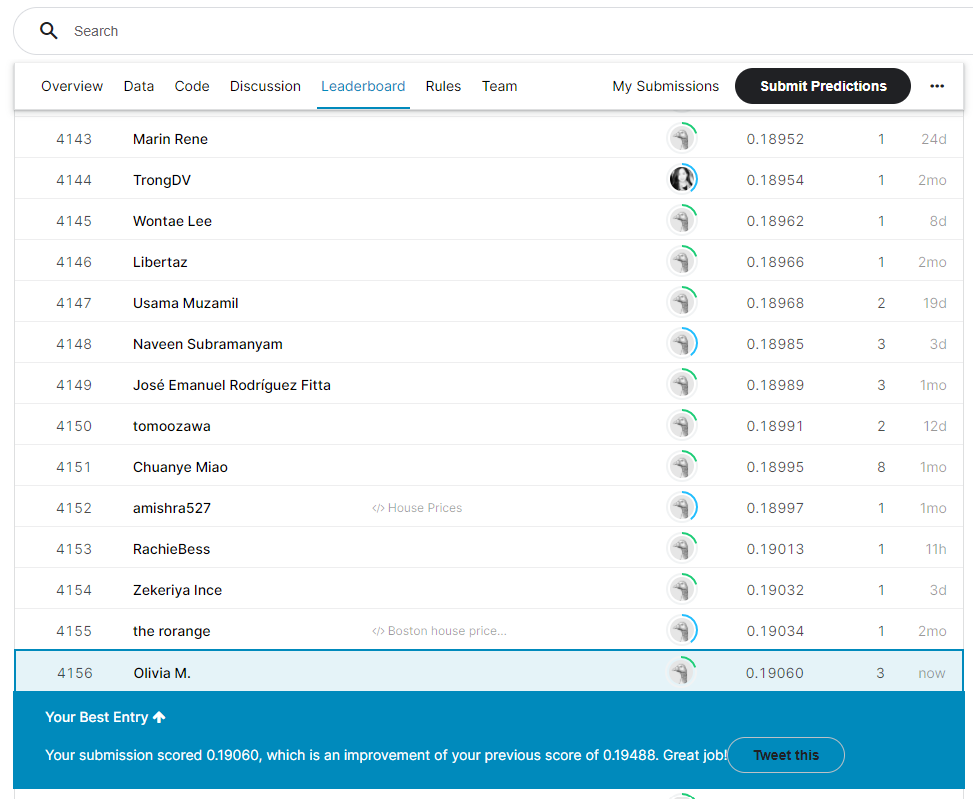 Search
Overview Data Code Discussion Leaderboard Rules Team My Submissions Submit Predictions •••
4143 Marin Rene 0.18952 1 24d
4144 TrongDV 0.18954 1 2mo
4145 Wontae Lee 0.18962 1 8d
4146 Libertaz 0.18966 1 2mo
4147 Usama Muzamil 0.18968 2 19d
4148 Naveen Subramanyam 0.18985 3 3d
4149 José Emanuel Rodríguez Fitta 0.18989 3 1mo
4150 tomoozawa 0.18991 2 12d
4151 Chuanye Miao 0.18995 8 1mo
4152 amishra527 </> House Prices 0.18997 1 1mo
4153 RachieBess 0.19013 1 11h
4154 Zekeriya Ince 0.19032 1 3d
4155 the rorange </> Boston house price... 0.19034 1 2mo
4156 Olivia M. 0.19060 3 now
Your Best Entry ↑
Your submission scored 0.19060, which is an improvement of your previous score of 0.19488. Great job! Tweet this